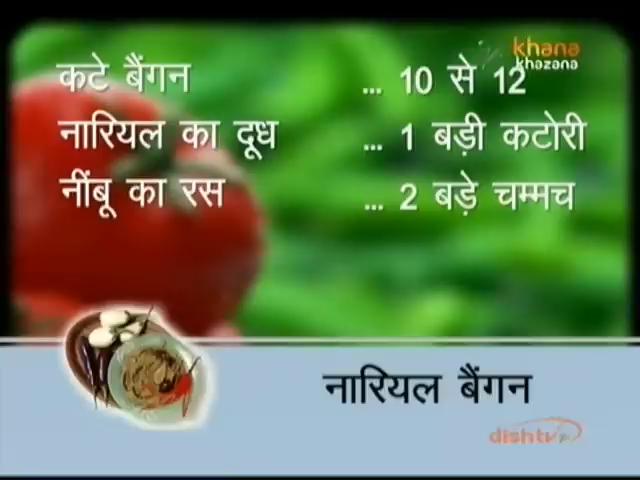 khana
khazana
कटे बैंगन ... 10 से 12
नारियल का दूध ... 1 बड़ी कटोरी
नींबू का रस ... 2 बड़े चम्मच
नारियल बैंगन
dishtv